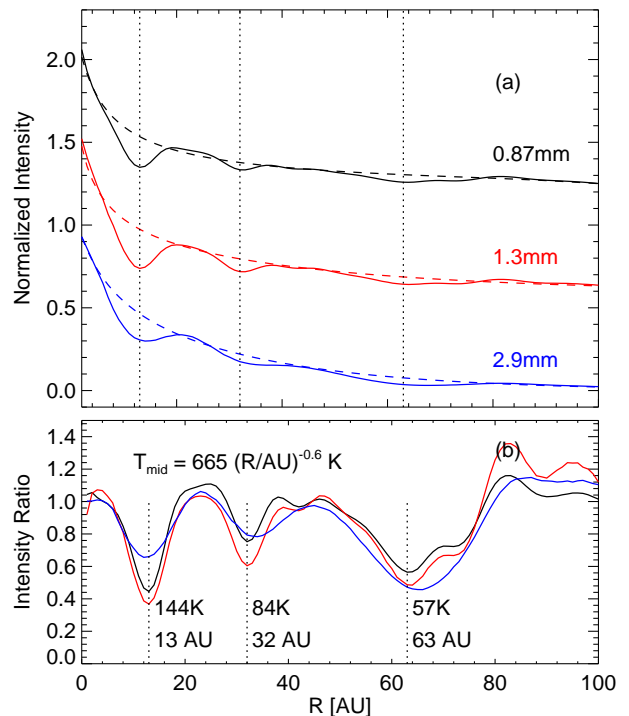 2.0
1.5
1.0
0.5
0.0
Normalized Intensity
(a)
0.87mm
1.3mm
2.9mm
1.4
1.2
1.0
0.8
0.6
0.4
0.2
0.0
Intensity Ratio
T_mid = 665 (R/AU)^-0.6 K
(b)
144K 84K 57K
13 AU 32 AU 63 AU
0 20 40 60 80 100
R [AU]